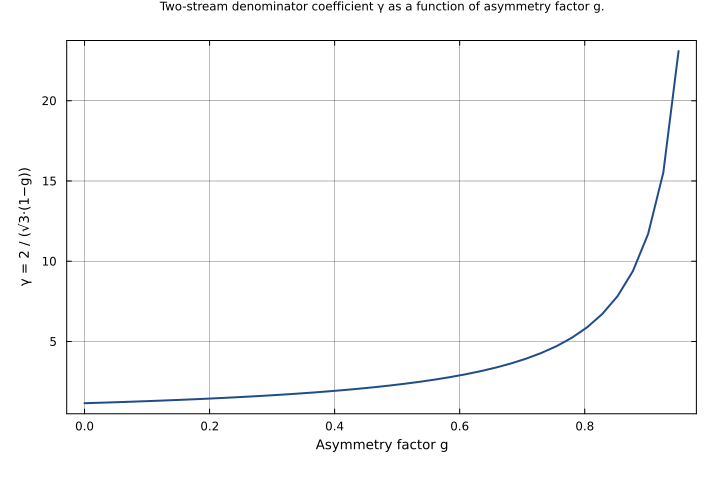 Two-stream denominator coefficient γ as a function of asymmetry factor g.
γ = 2 / (√3·(1−g))
20
15
10
5
0.0 0.2 0.4 0.6 0.8
Asymmetry factor g